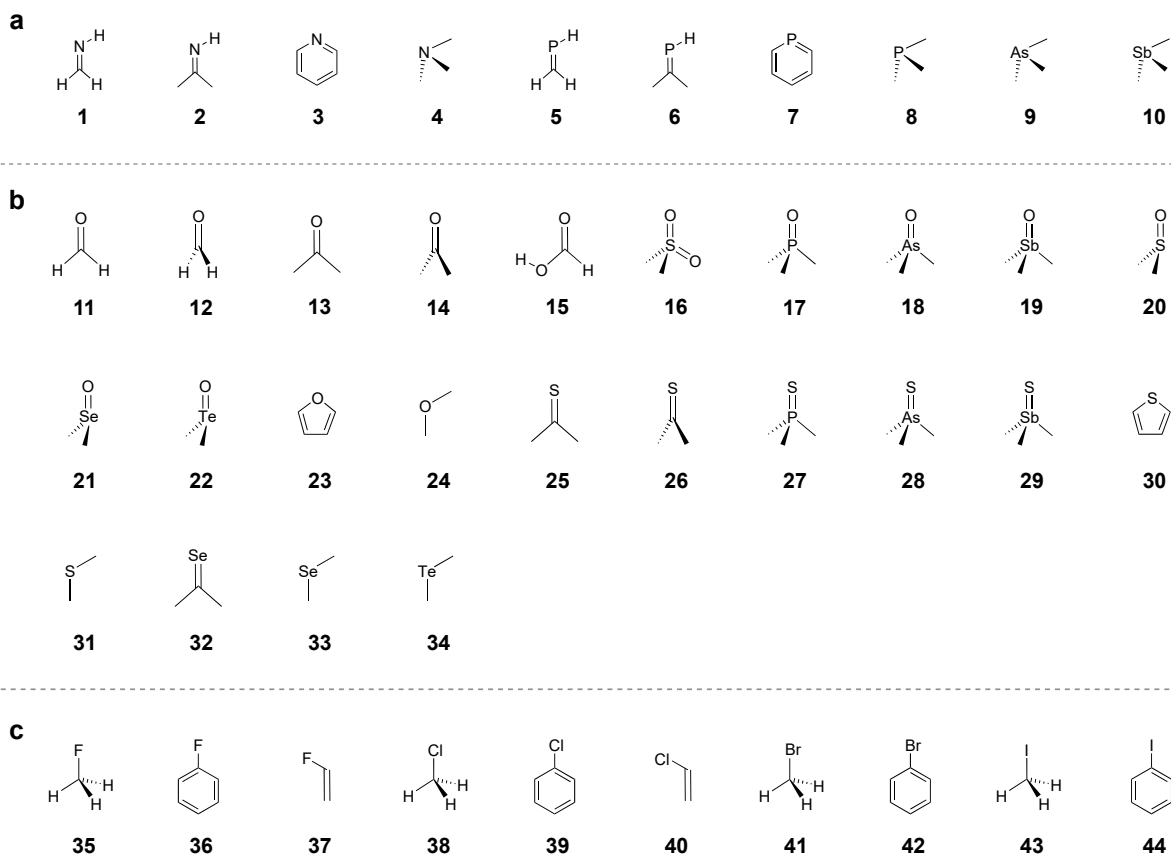 a
N H N H N N P H P H P P As Sb
H H H H
1 2 3 4 5 6 7 8 9 10
b
O O O O O O O O O O
H H H H H O H S O P As Sb S
11 12 13 14 15 16 17 18 19 20
O O O O S S S S S S
Se Te P As Sb
21 22 23 24 25 26 27 28 29 30
Se
S Se Te
31 32 33 34
c
F F F Cl Cl Cl Br Br I I
H H H H H H H H H H H H
35 36 37 38 39 40 41 42 43 44